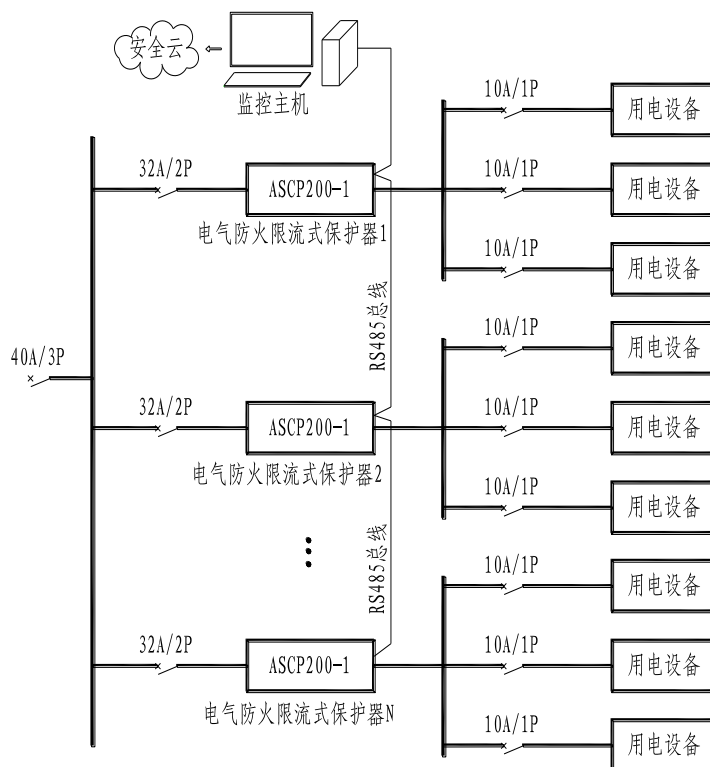 安全云
监控主机
10A/1P
用电设备
32A/2P
ASCP200-1
10A/1P
用电设备
电气防火限流式保护器1
10A/1P
用电设备
RS485总线
10A/1P
用电设备
40A/3P
32A/2P
ASCP200-1
10A/1P
用电设备
电气防火限流式保护器2
10A/1P
用电设备
RS485总线
10A/1P
用电设备
32A/2P
ASCP200-1
10A/1P
用电设备
电气防火限流式保护器N
10A/1P
用电设备